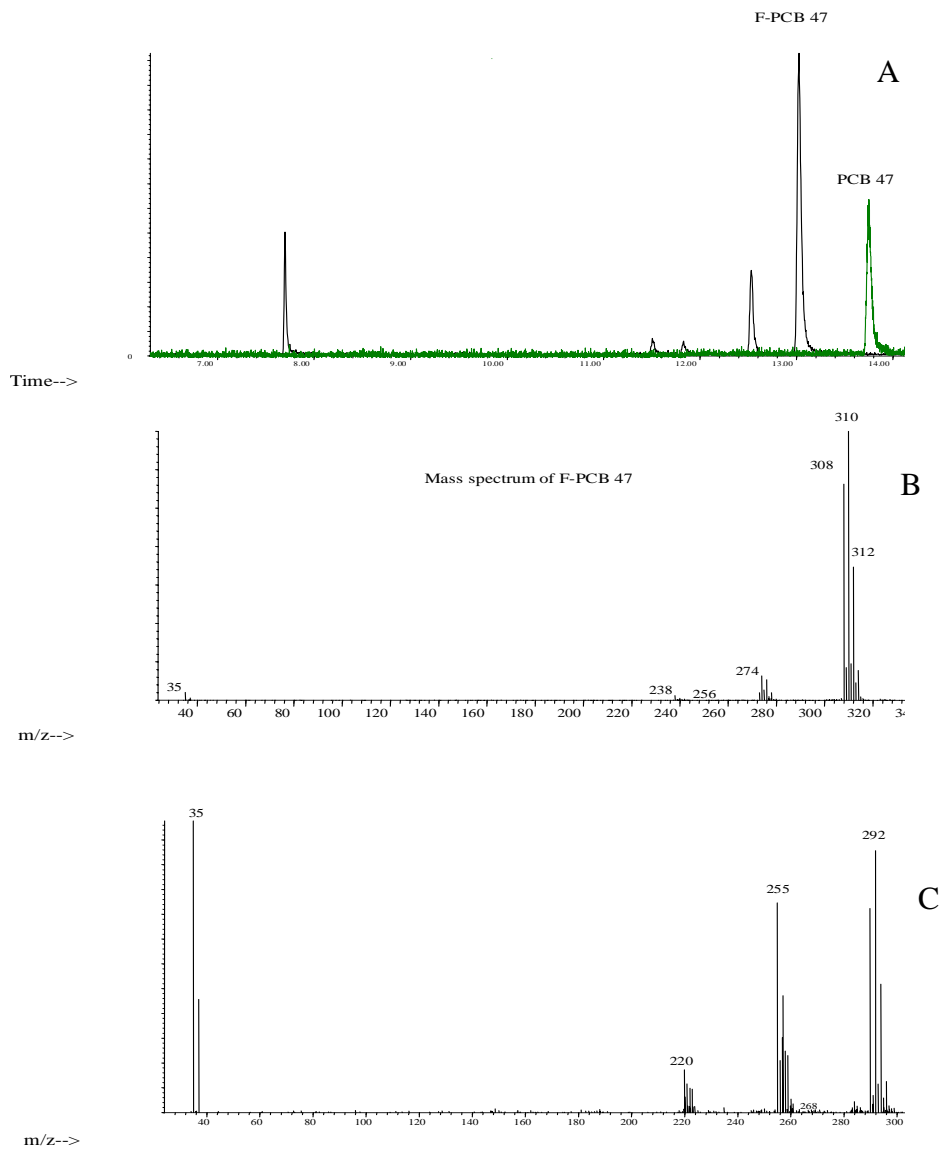 F-PCB 47
A
PCB 47
0
7.00 8.00 9.00 10.00 11.00 12.00 13.00 14.00
Time-->
310
308
B
Mass spectrum of F-PCB 47
312
274
35
238
256
40 60 80 100 120 140 160 180 200 220 240 260 280 300 320
m/z-->
35
292
255
C
220
268
40 60 80 100 120 140 160 180 200 220 240 260 280 300
m/z-->